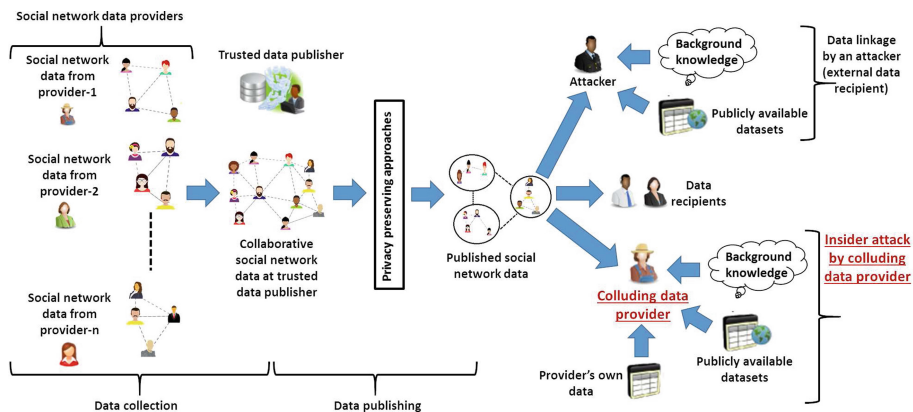 Social network data providers
Social network
data from
provider-1
Social network
data from
provider-2
Social network
data from
provider-n
Data collection
Trusted data publisher
Collaborative
social network
data at trusted
data publisher
Privacy preserving approaches
Published social
network data
Data publishing
Attacker
Background
knowledge
Publicly available
datasets
Data linkage
by an attacker
(external data
recipient)
Data
recipients
Colluding data
provider
Background
knowledge
Publicly available
datasets
Provider's own
data
Insider attack
by colluding
data provider